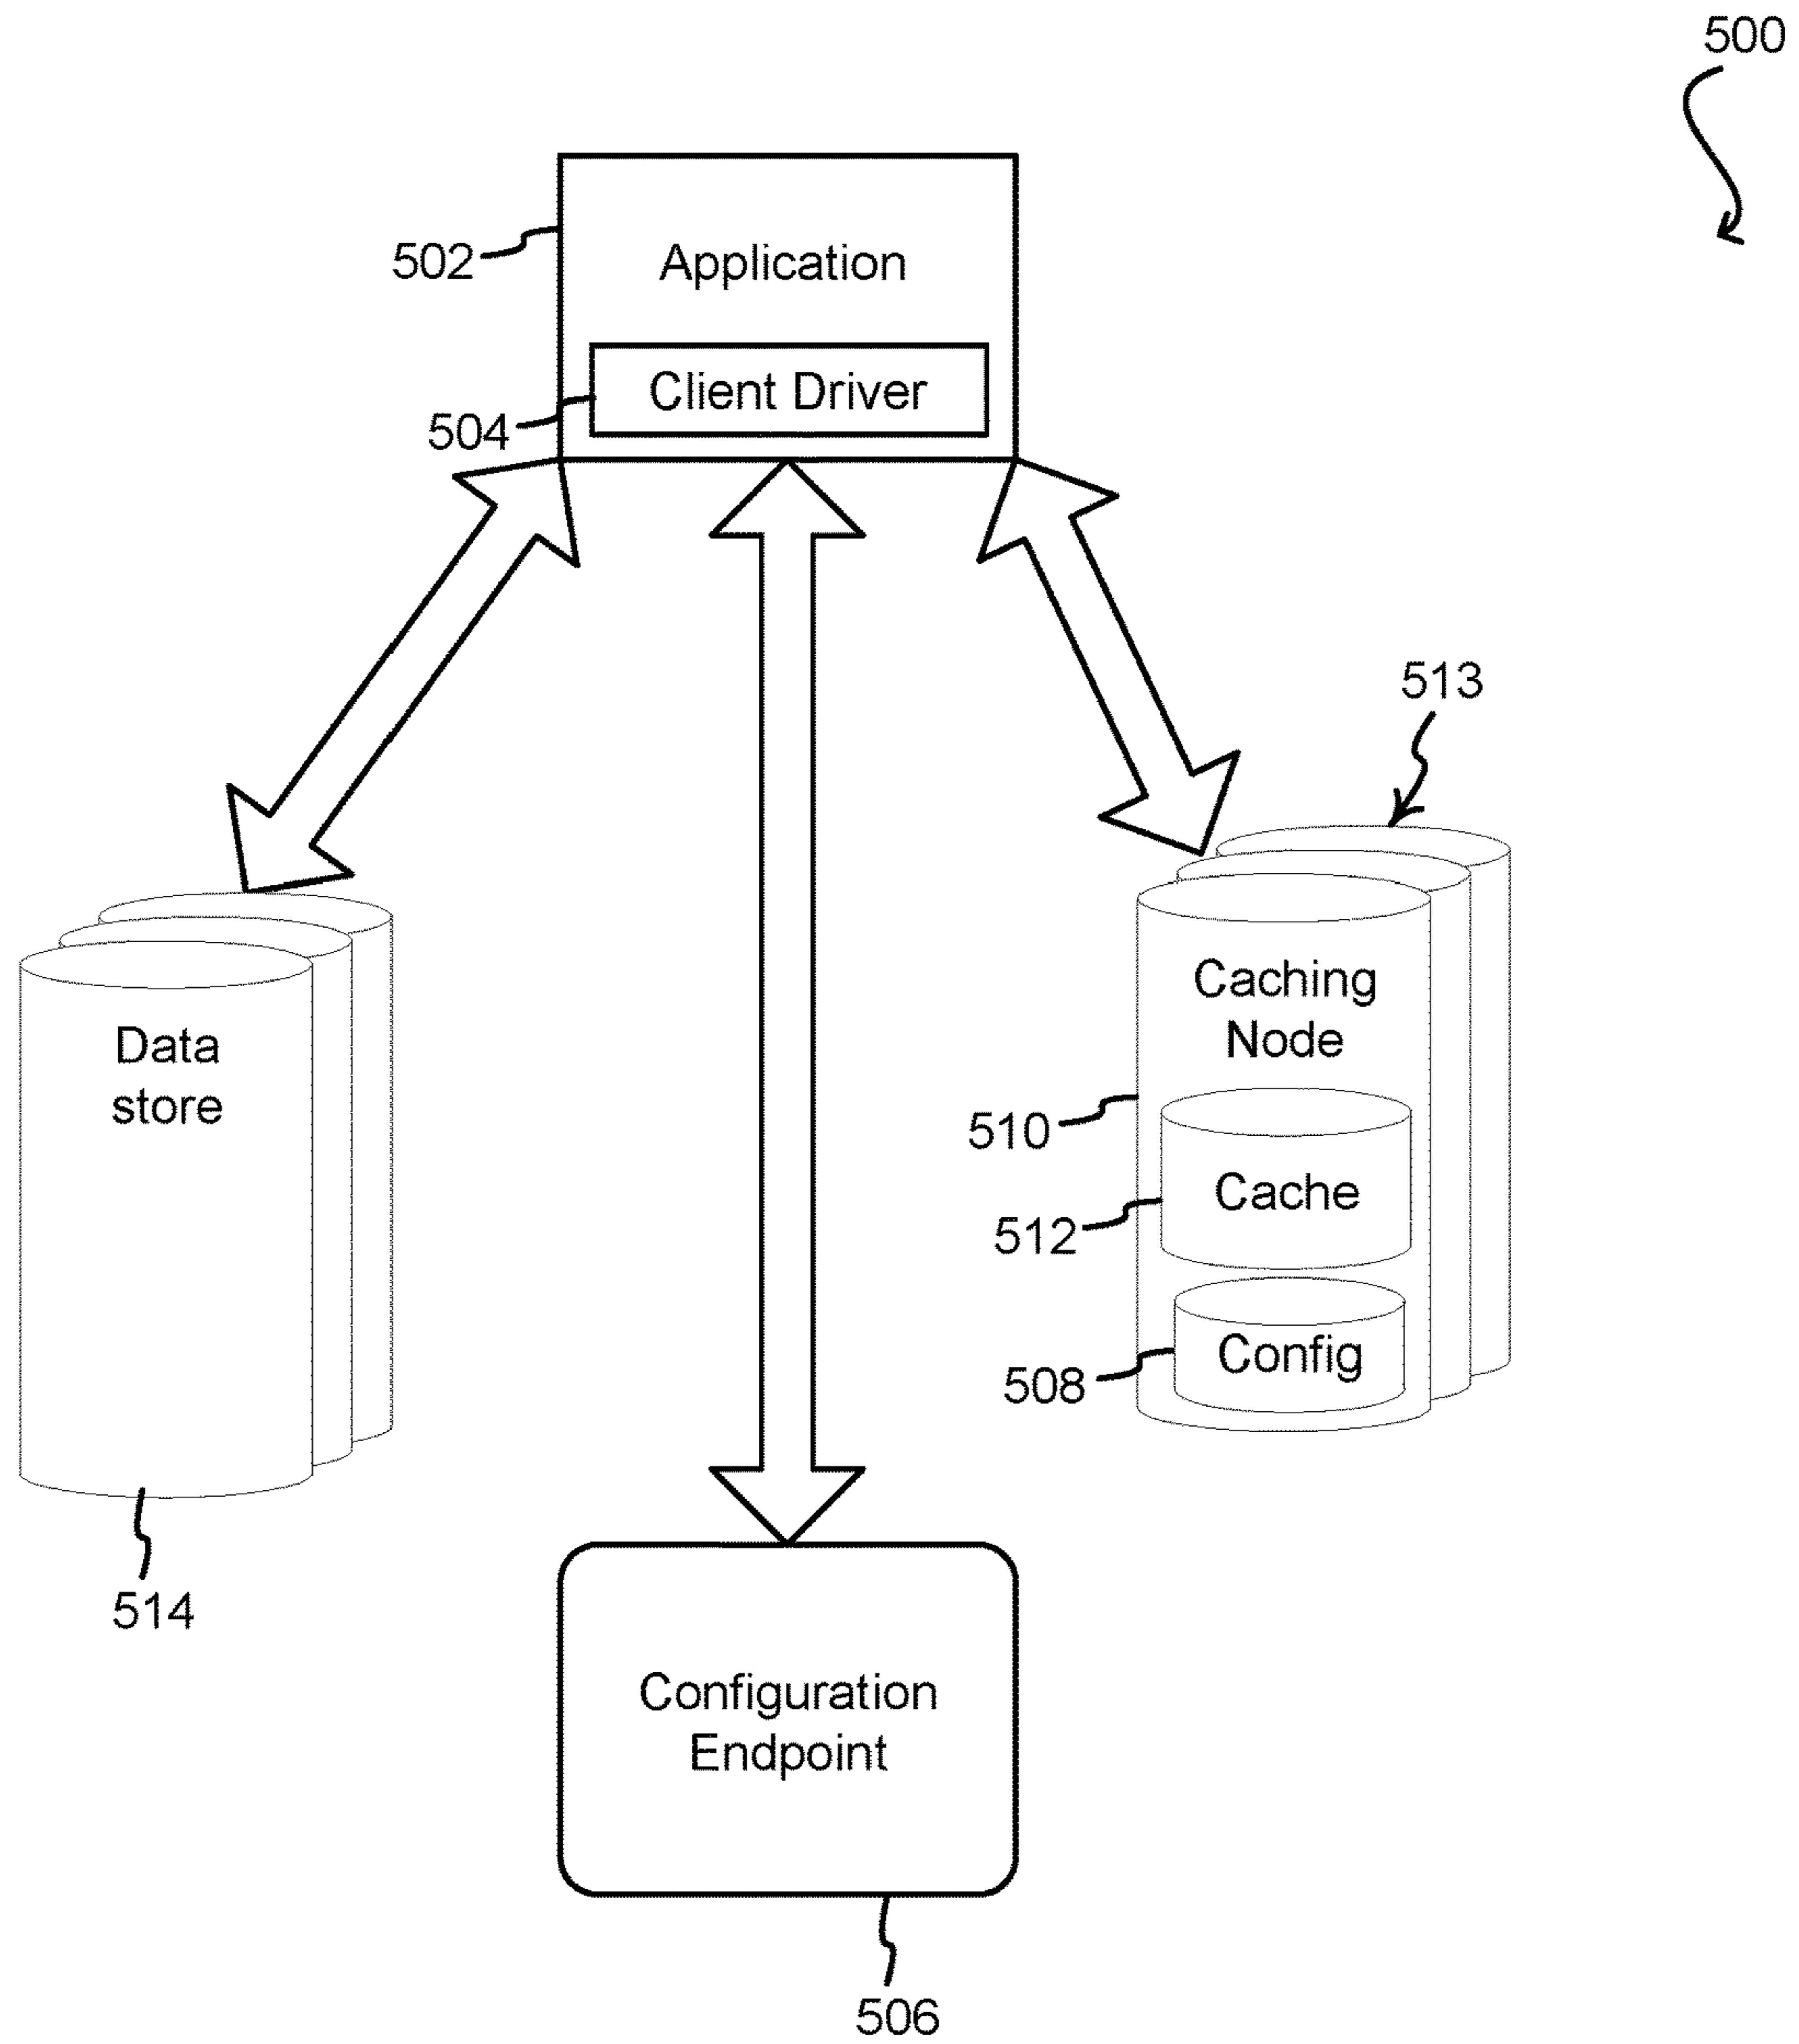 500
502
Application
Client Driver
504
513
Caching
Node
Data
store
510
Cache
512
Config
508
514
Configuration
Endpoint
506